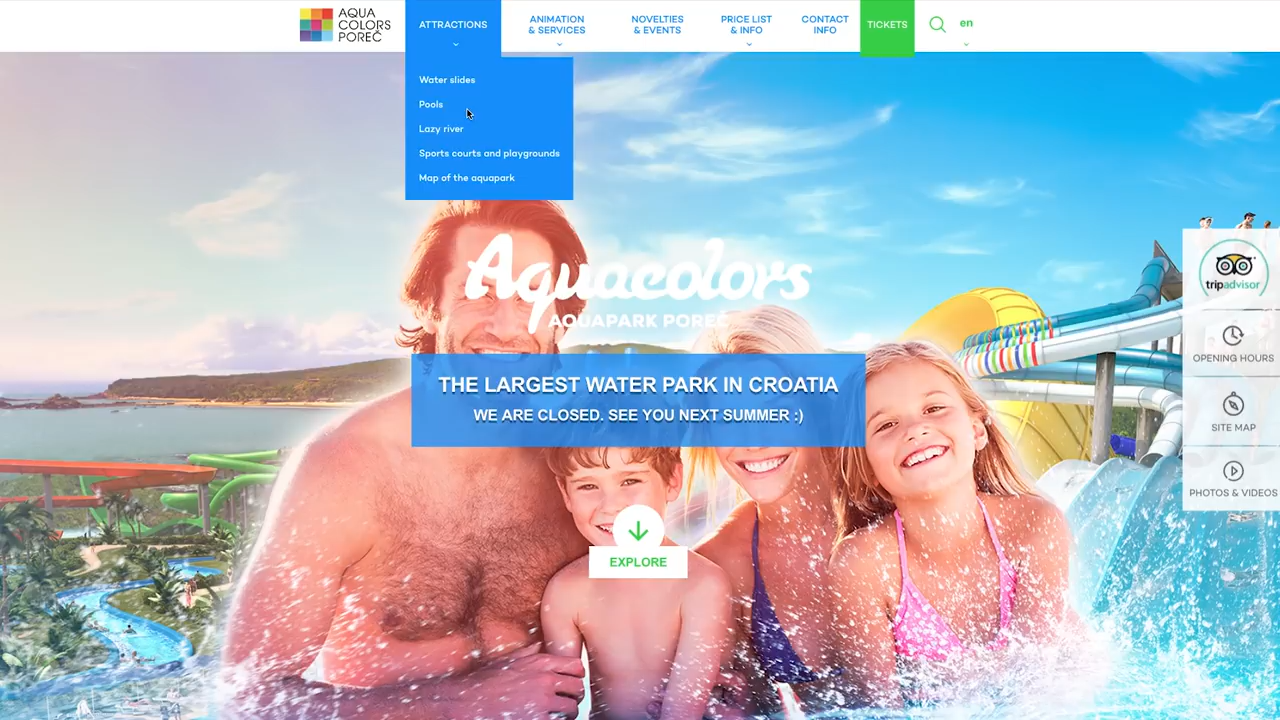 AQUA
COLORS
POREČ
ATTRACTIONS
ANIMATION
& SERVICES
NOVELTIES
& EVENTS
PRICE LIST
& INFO
CONTACT
INFO
TICKETS
en
Water slides
Pools
Lazy river
Sports courts and playgrounds
Map of the aquapark
Aquacolors
AQUAPARK POREČ
THE LARGEST WATER PARK IN CROATIA
WE ARE CLOSED. SEE YOU NEXT SUMMER :)
EXPLORE
tripadvisor
OPENING HOURS
SITE MAP
PHOTOS & VIDEOS